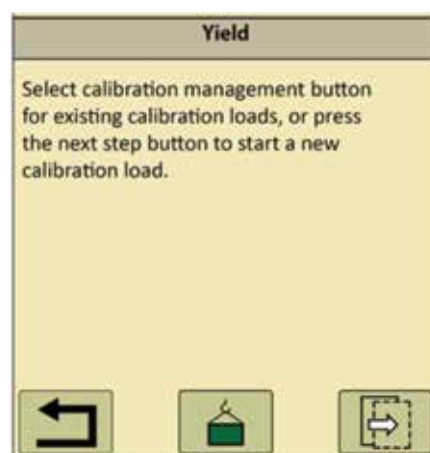 Yield
Select calibration management button
for existing calibration loads, or press
the next step button to start a new
calibration load.